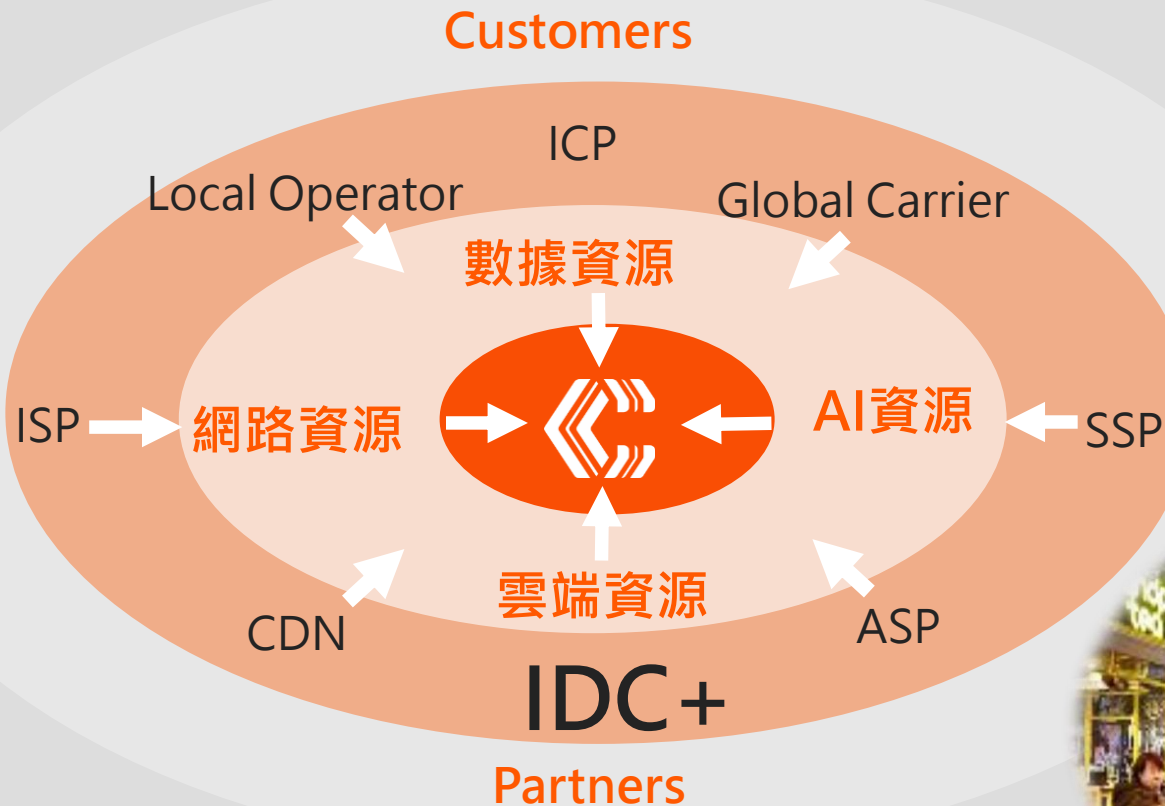 Customers
ICP
Local Operator
Global Carrier
數據資源
ISP
網路資源
AI資源
SSP
雲端資源
CDN
ASP
IDC+
Partners